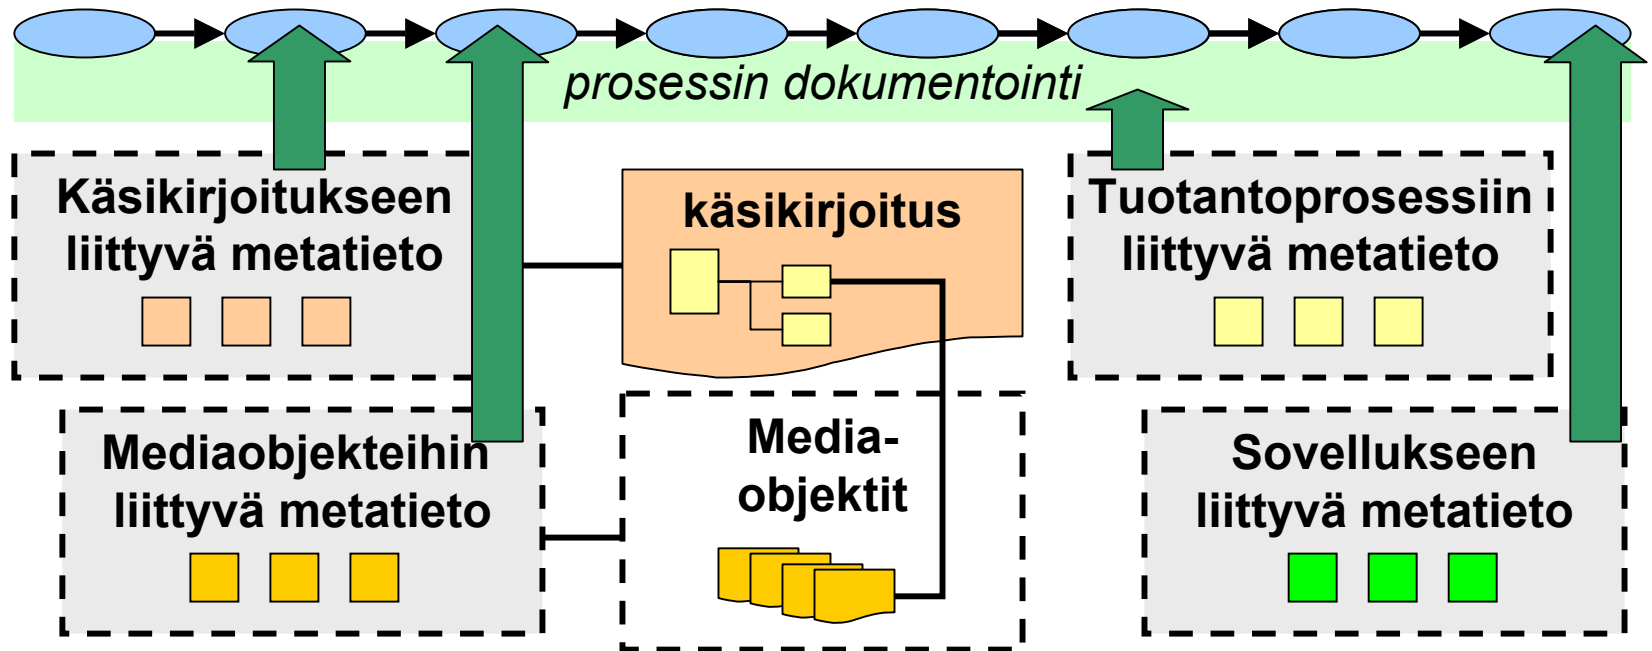 prosessin dokumentointi
Käsikirjoitukseen
liittyvä metatieto
käsikirjoitus
Tuotantoprosessiin
liittyvä metatieto
Mediaobjekteihin
liittyvä metatieto
Media-
objektit
Sovellukseen
liittyvä metatieto